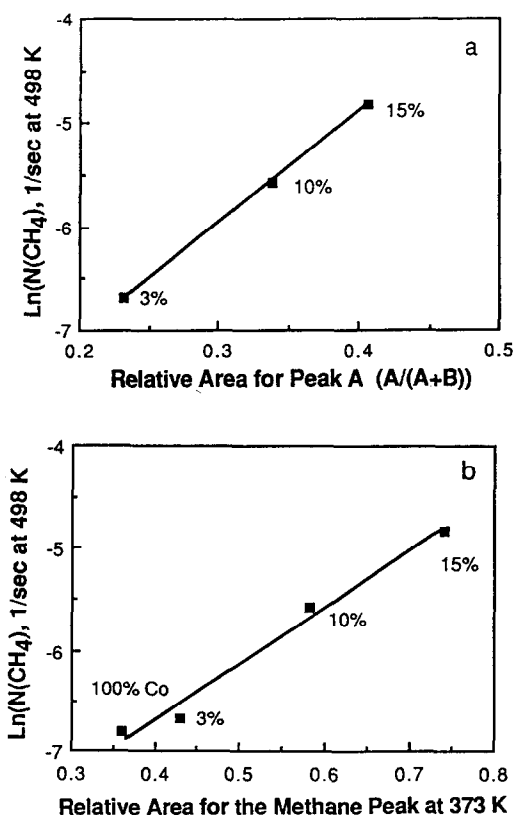 a
-4
-5
-6
-7
Ln(N(CH4), 1/sec at 498 K
15%
10%
3%
0.2 0.3 0.4 0.5
Relative Area for Peak A (A/(A+B))
b
-4
-5
-6
-7
Ln(N(CH4), 1/sec at 498 K
15%
10%
100% Co
3%
0.3 0.4 0.5 0.6 0.7 0.8
Relative Area for the Methane Peak at 373 K